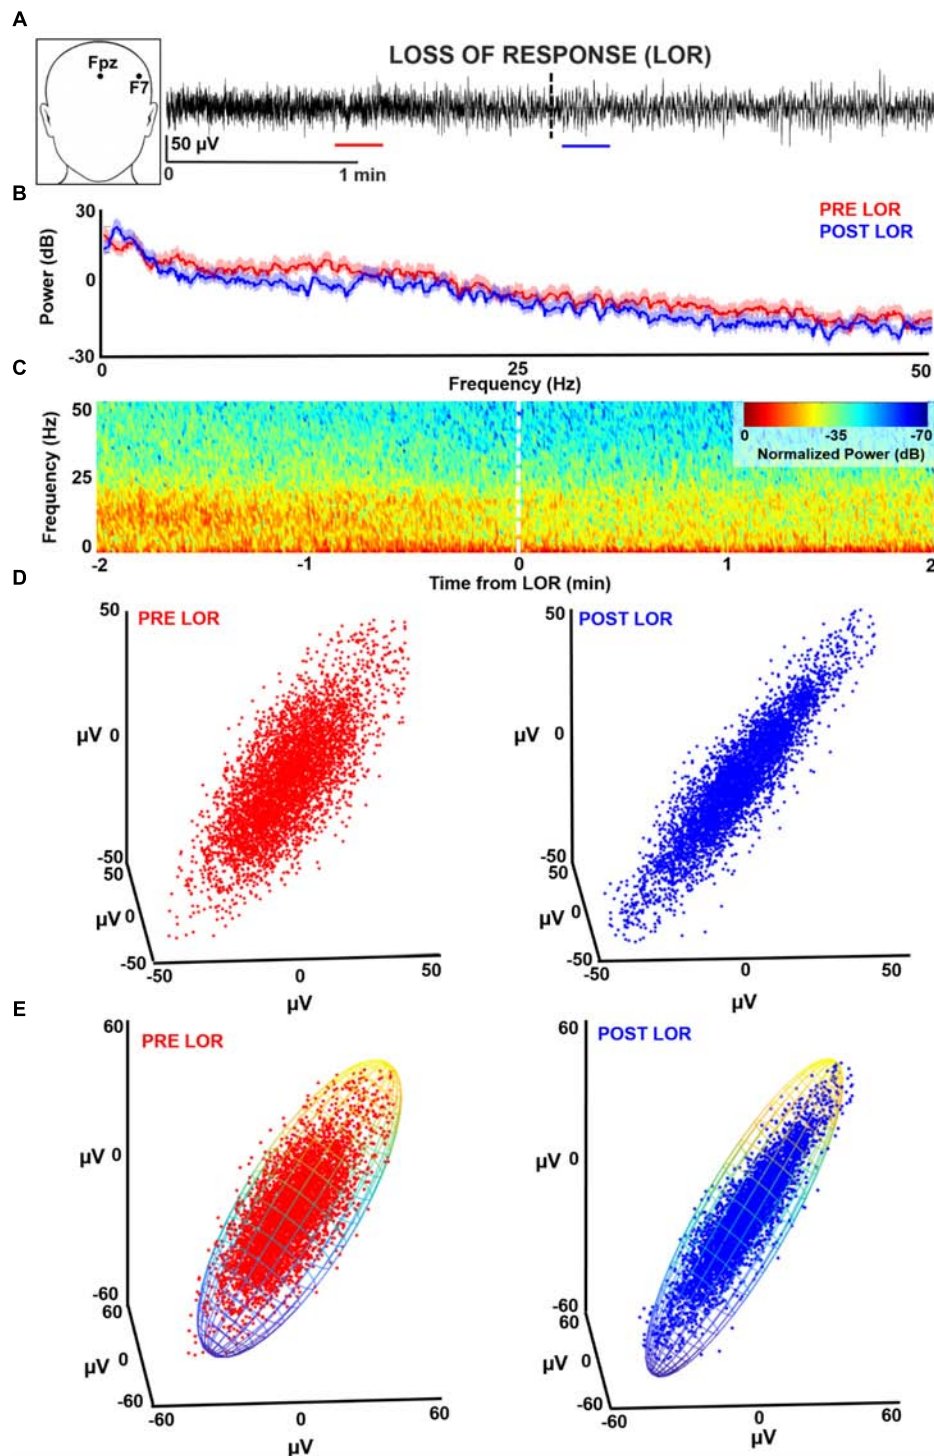 A
Fpz
F7
LOSS OF RESPONSE (LOR)
50 µV
0
1 min
B
30
0
-30
Power (dB)
PRE LOR
POST LOR
0
25
50
Frequency (Hz)
C
50
25
0
Frequency (Hz)
0
-35
-70
Normalized Power (dB)
-2
-1
0
1
2
Time from LOR (min)
D
50
PRE LOR
µV 0
-50
50
µV 0
-50
-50
0
50
µV
50
POST LOR
µV 0
-50
50
µV 0
-50
-50
0
50
µV
E
60
PRE LOR
µV 0
-60
60
µV 0
-60
-60
0
60
µV
60
POST LOR
µV 0
-60
60
µV 0
-60
-60
0
60
µV